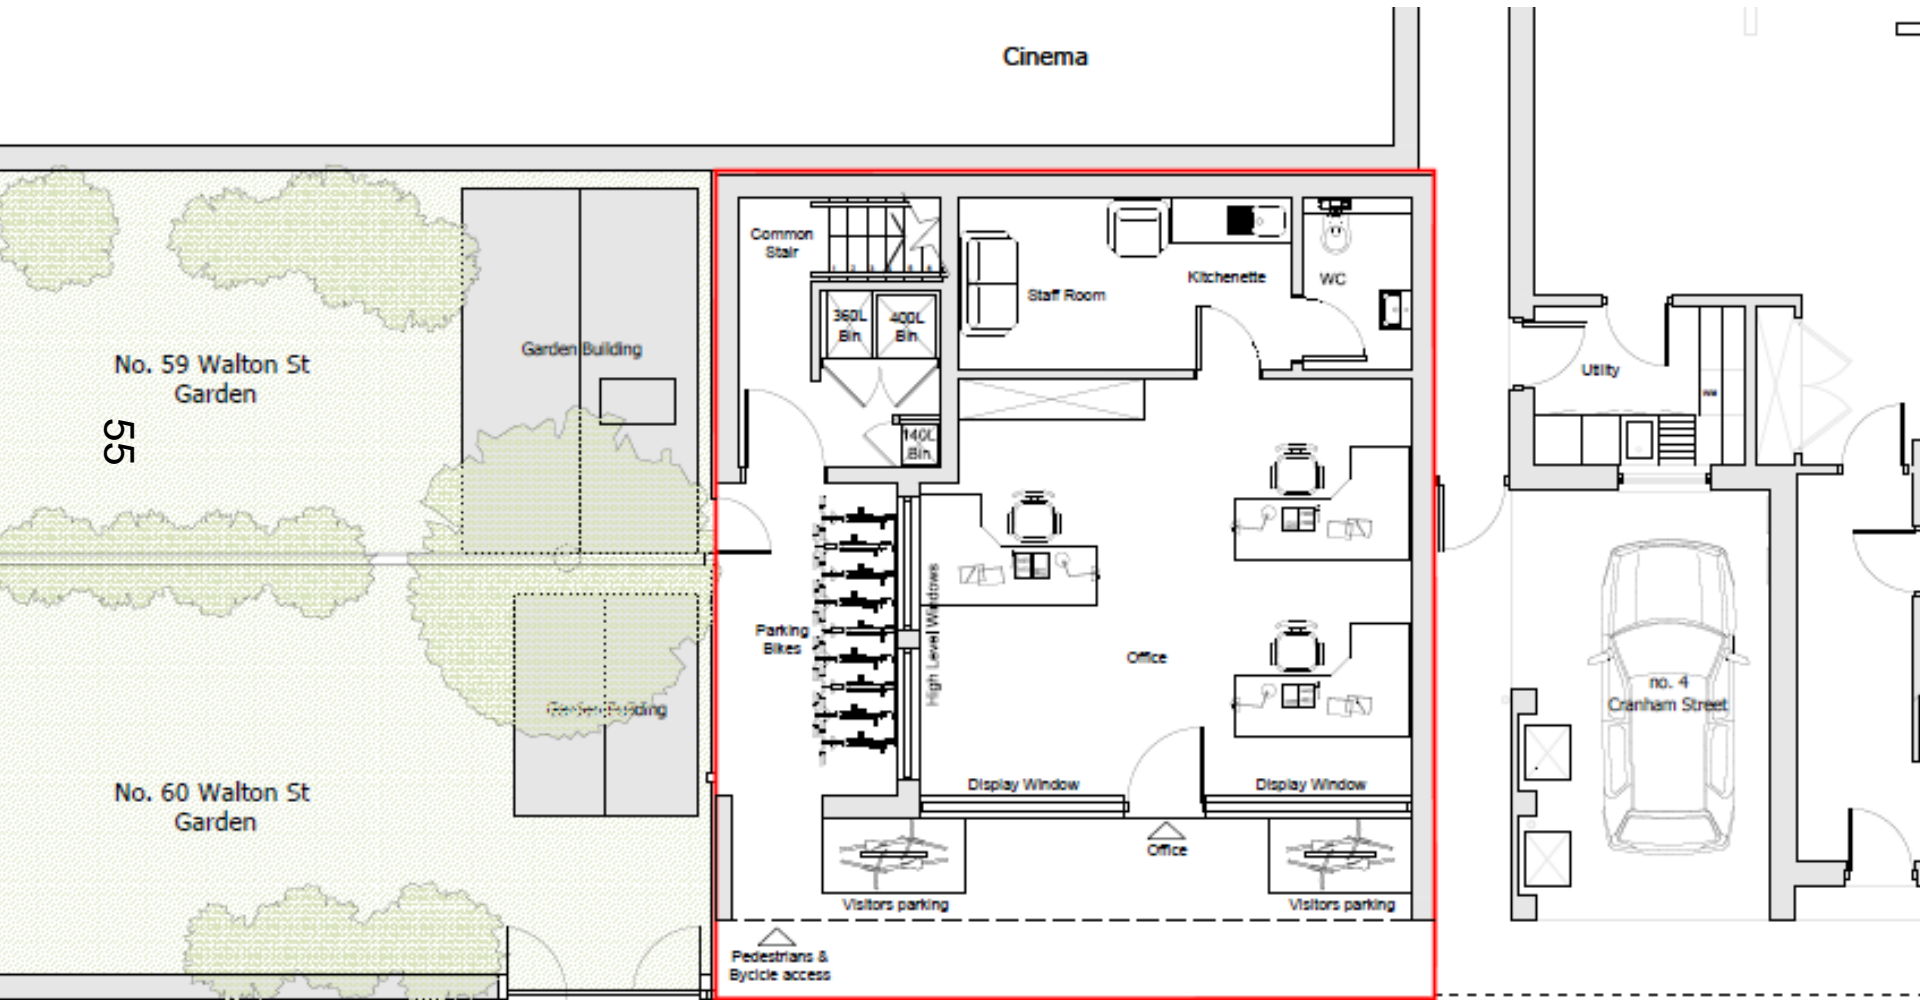 Cinema
Common
Stair
360L
Bin
400L
Bin
Staff Room
Kitchenette
WC
No. 59 Walton St
Garden
Garden Building
55
140L
Bin
Utility
High Level Windows
Parking
Bikes
Office
no. 4
Cranham Street
Garden Building
No. 60 Walton St
Garden
Display Window
Display Window
Office
Visitors parking
Visitors parking
Pedestrians &
Bycicle access